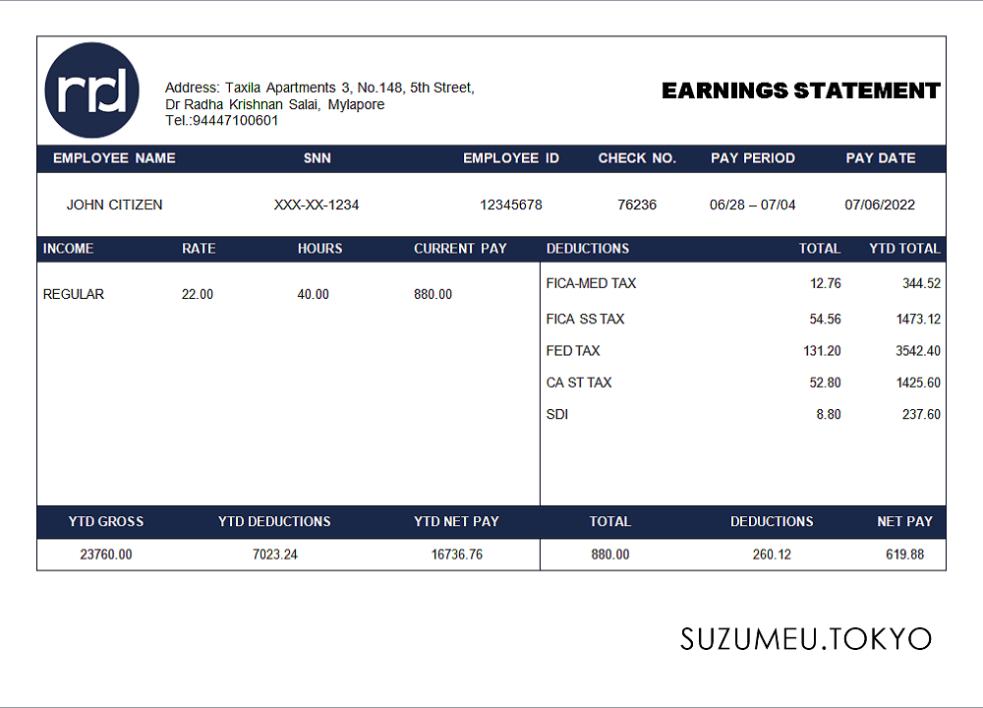 rrd
Address: Taxila Apartments 3, No.148, 5th Street,
Dr Radha Krishnan Salai, Mylapore
Tel.:94447100601
EARNINGS STATEMENT
EMPLOYEE NAME SNN EMPLOYEE ID CHECK NO. PAY PERIOD PAY DATE
JOHN CITIZEN XXX-XX-1234 12345678 76236 06/28 – 07/04 07/06/2022
INCOME RATE HOURS CURRENT PAY DEDUCTIONS TOTAL YTD TOTAL
REGULAR 22.00 40.00 880.00
FICA-MED TAX 12.76 344.52
FICA SS TAX 54.56 1473.12
FED TAX 131.20 3542.40
CA ST TAX 52.80 1425.60
SDI 8.80 237.60
YTD GROSS YTD DEDUCTIONS YTD NET PAY TOTAL DEDUCTIONS NET PAY
23760.00 7023.24 16736.76 880.00 260.12 619.88
SUZUMEU.TOKYO